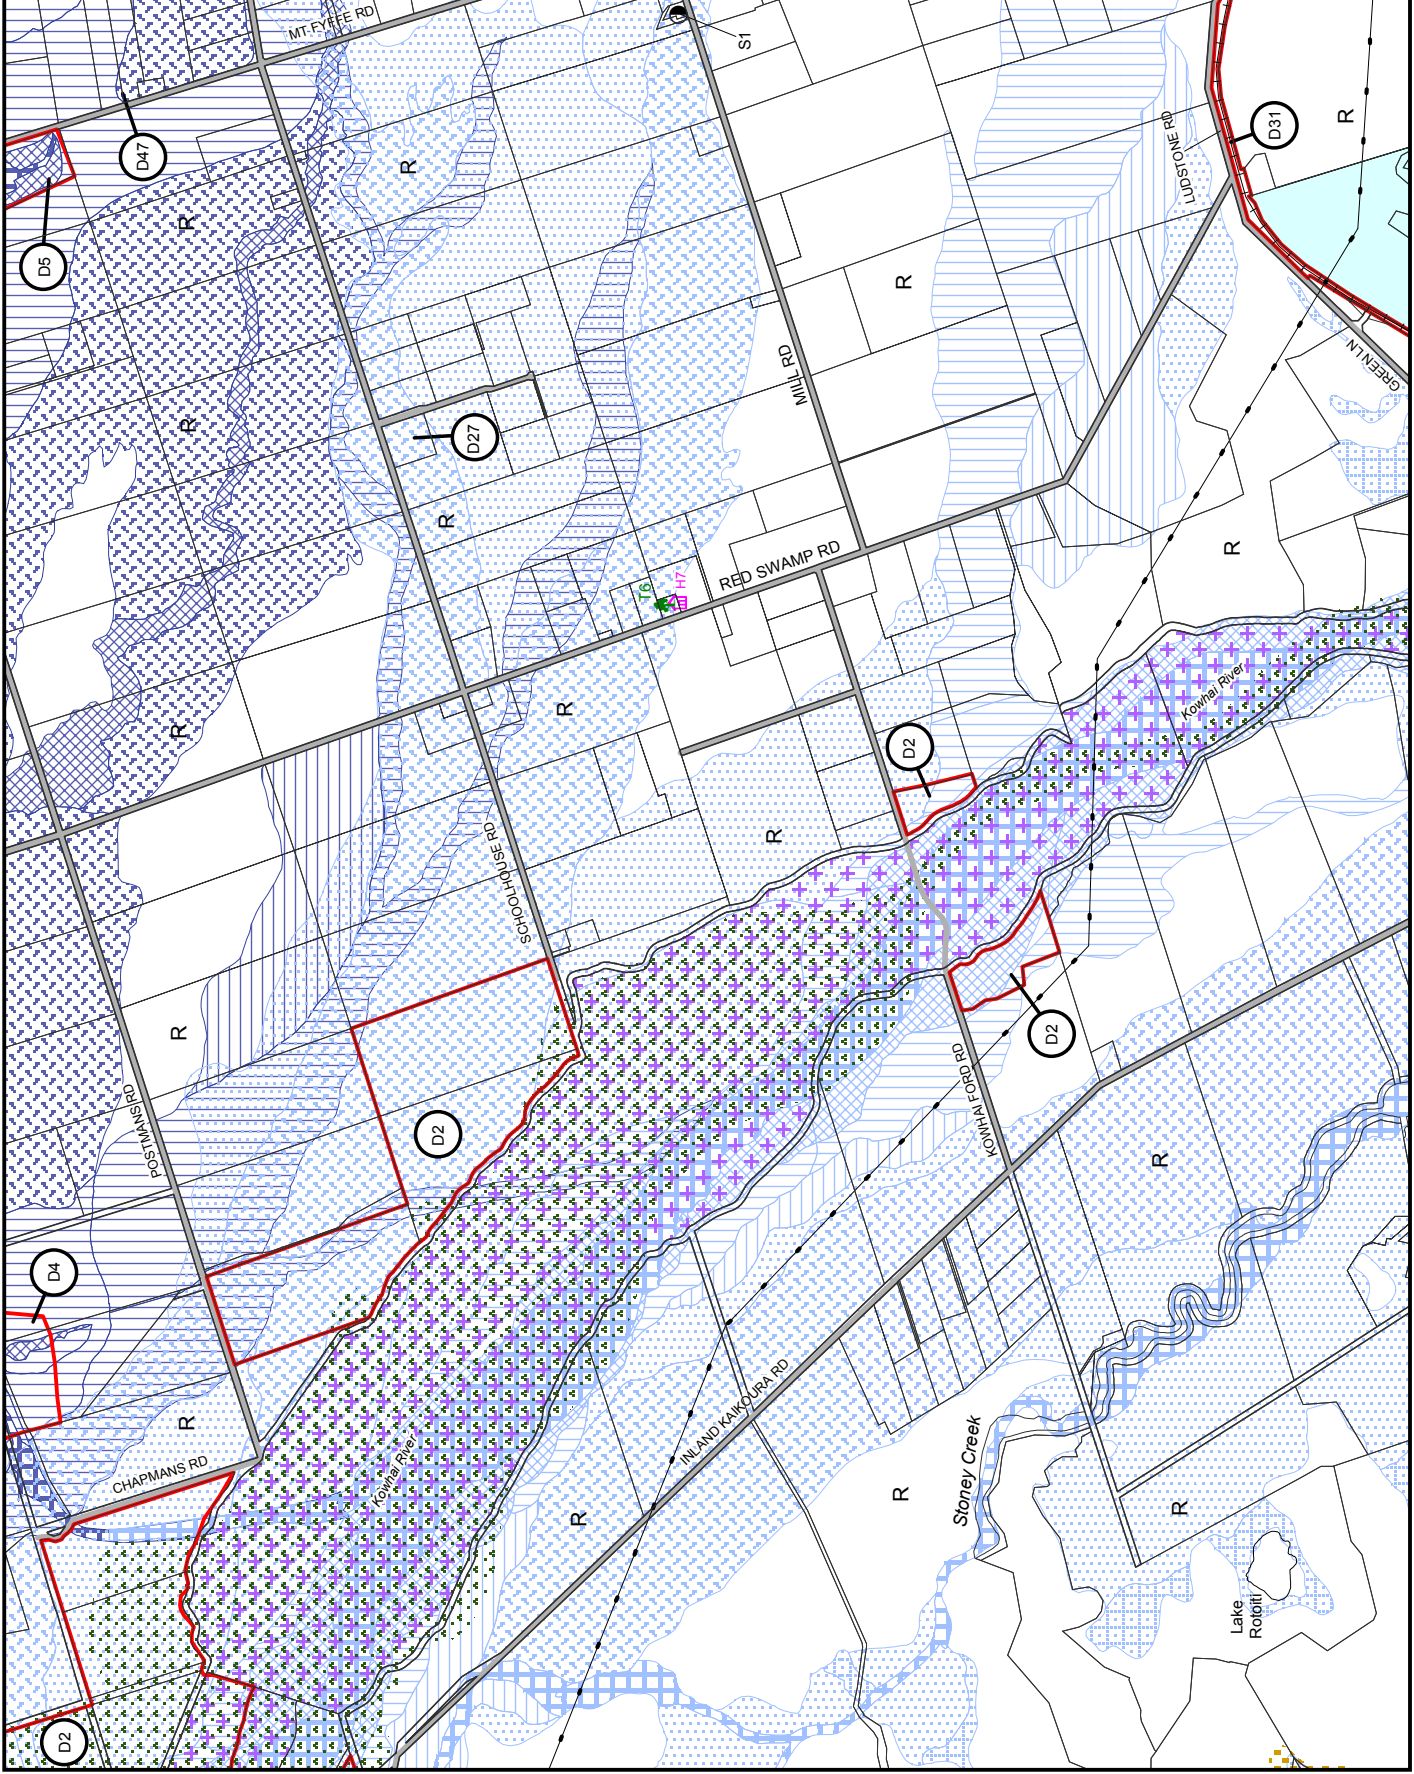 MT FYFFE RD
S1
D47
R
LUDSTONE RD
D31
R
D5
R
R
R
MILL RD
GREEN LN
R
D27
R
RED SWAMP RD
T6
H7
R
R
R
Kowhai River
D2
R
SCHOOLHOUSE RD
R
POSTMANS RD
D2
D2
KOWHAI FORD RD
R
D4
R
CHAPMANS RD
Kowhai River
INLAND KAIKOURA RD
R
R
Stoney Creek
R
Lake
Rotoiti
D2